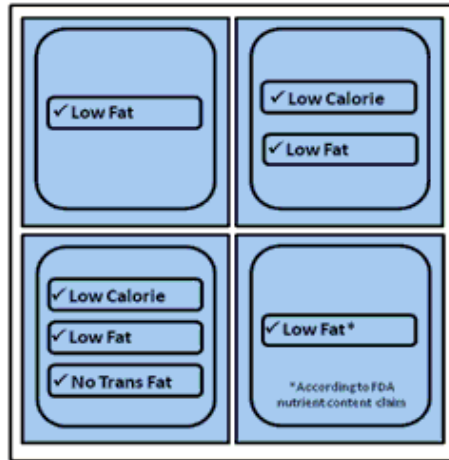 ✓ Low Fat
✓ Low Calorie
✓ Low Fat
✓ Low Calorie
✓ Low Fat
✓ No Trans Fat
✓ Low Fat*
*According to FDA
nutrient content claim